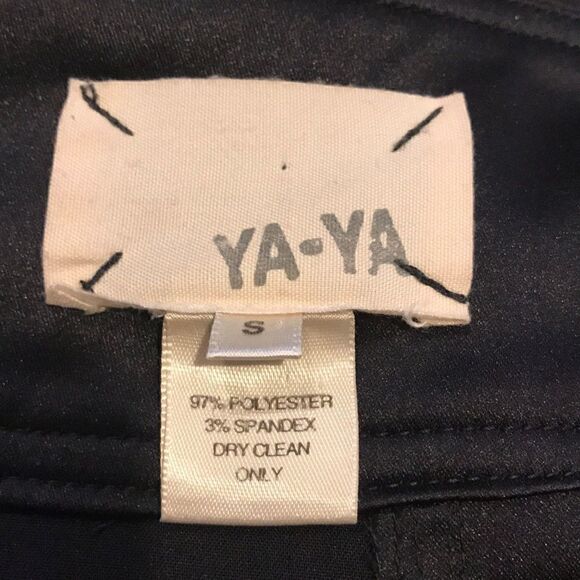 YA-YA
S
97% POLYESTER
3% SPANDEX
DRY CLEAN
ONLY